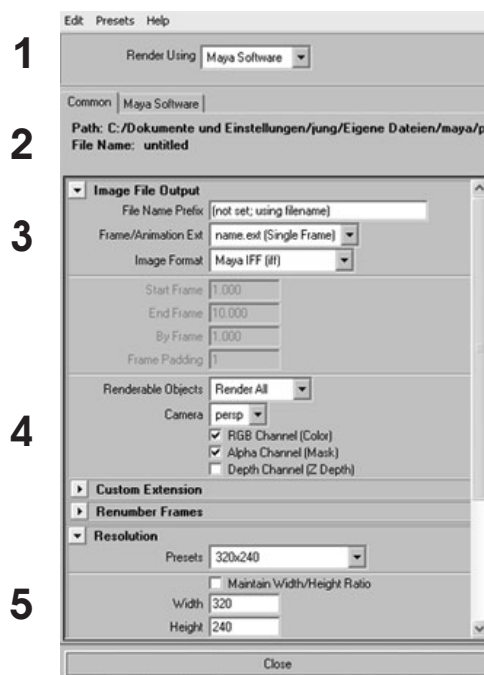 Edit Presets Help
1
Render Using Maya Software
Common Maya Software
2
Path: C:/Dokumente und Einstellungen/jung/Eigene Dateien/maya/p
File Name: untitled
Image File Output
File Name Prefix (not set; using filename)
3
Frame/Animation Ext name.ext (Single Frame)
Image Format Maya IFF (iff)
Start Frame 1.000
End Frame 10.000
By Frame 1.000
Frame Padding 1
Renderable Objects Render All
Camera persp
4
RGB Channel (Color)
Alpha Channel (Mask)
Depth Channel (Z Depth)
Custom Extension
Renumber Frames
Resolution
Presets 320x240
Maintain Width/Height Ratio
5
Width 320
Height 240
Close